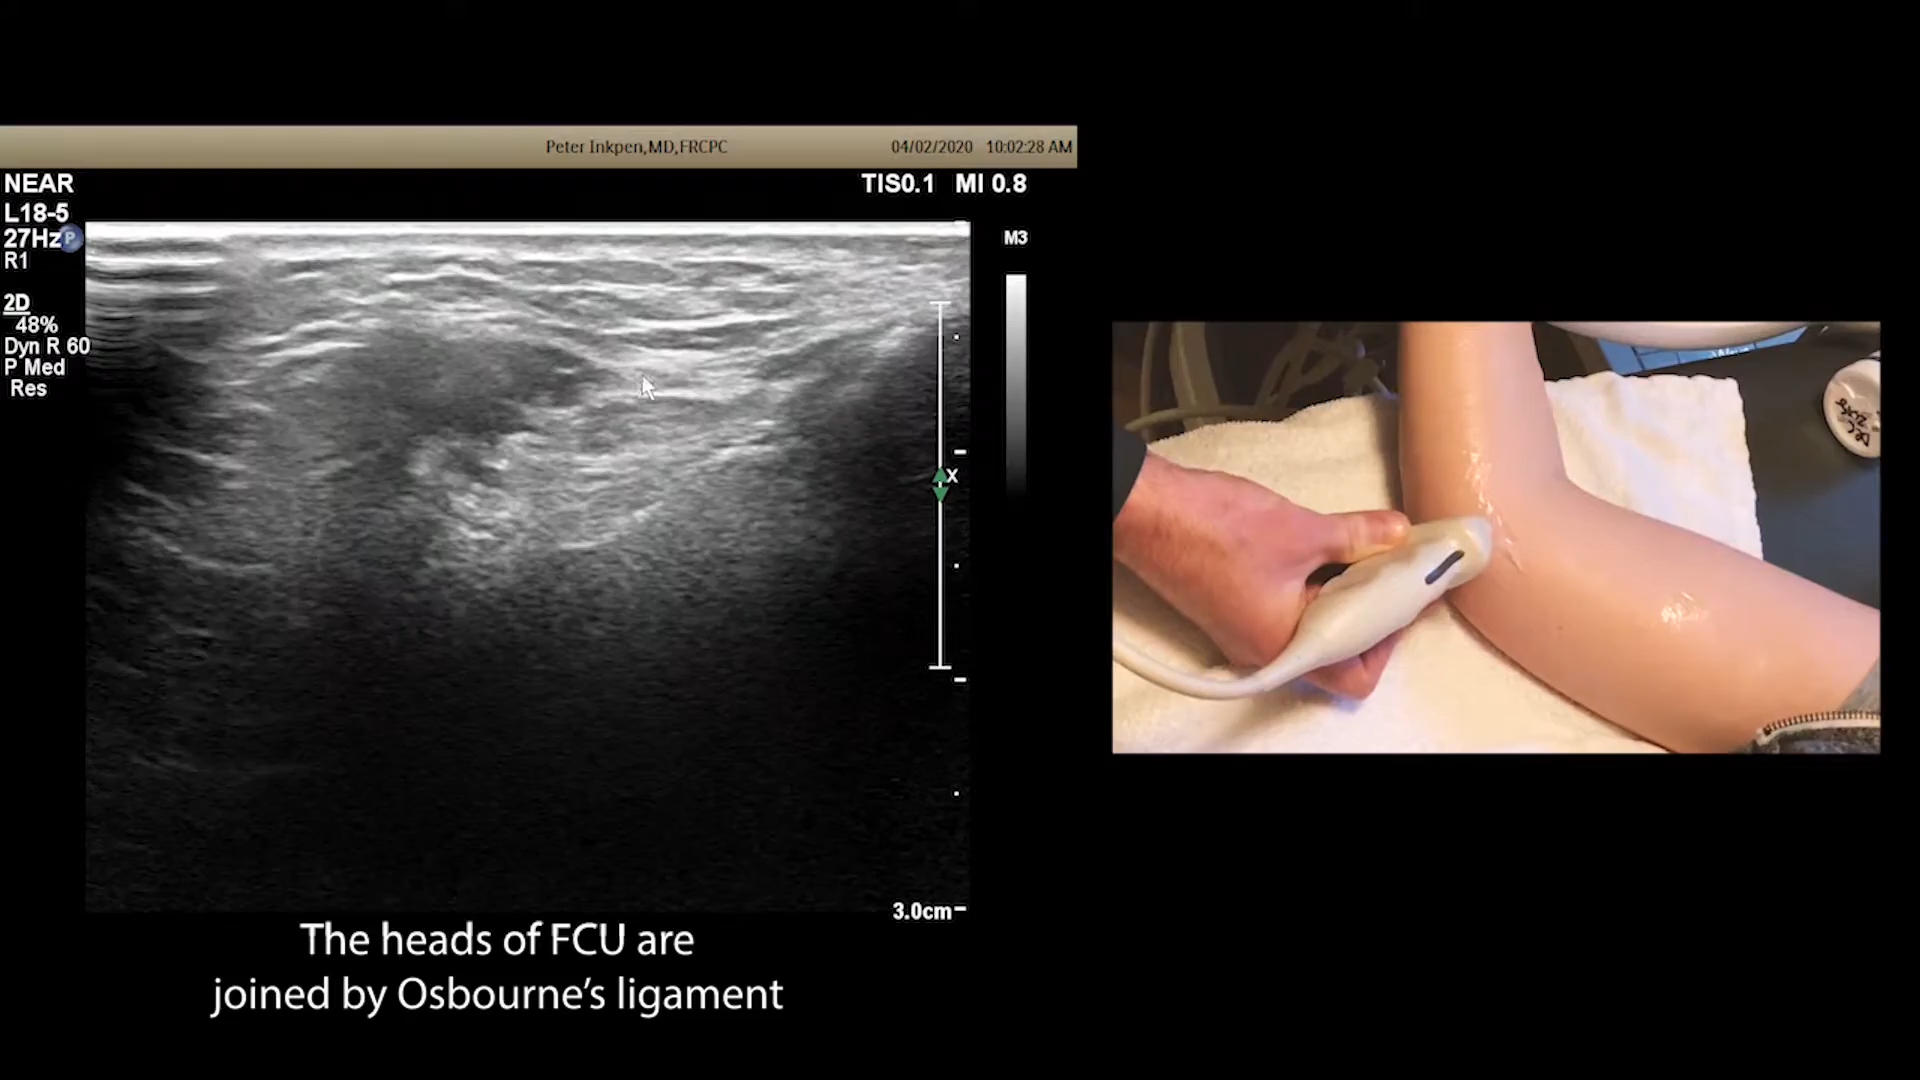 Peter Inkpen,MD,FRCPC 04/02/2020 10:02:28 AM
NEAR
TIS0.1 MI 0.8
L18-5
27Hz P
R1
M3
2D
48%
Dyn R 60
P Med
Res
X
3.0cm
The heads of FCU are
joined by Osbourne's ligament